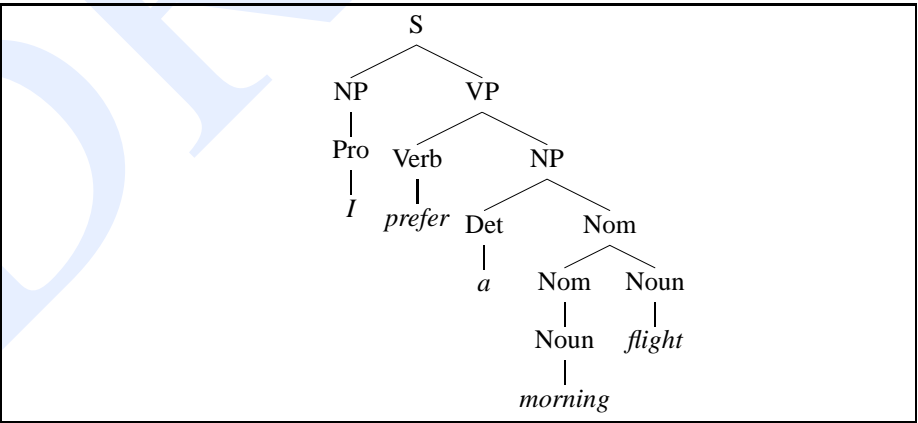 S
NP VP
Pro Verb NP
I prefer Det Nom
a Nom Noun
Noun flight
morning